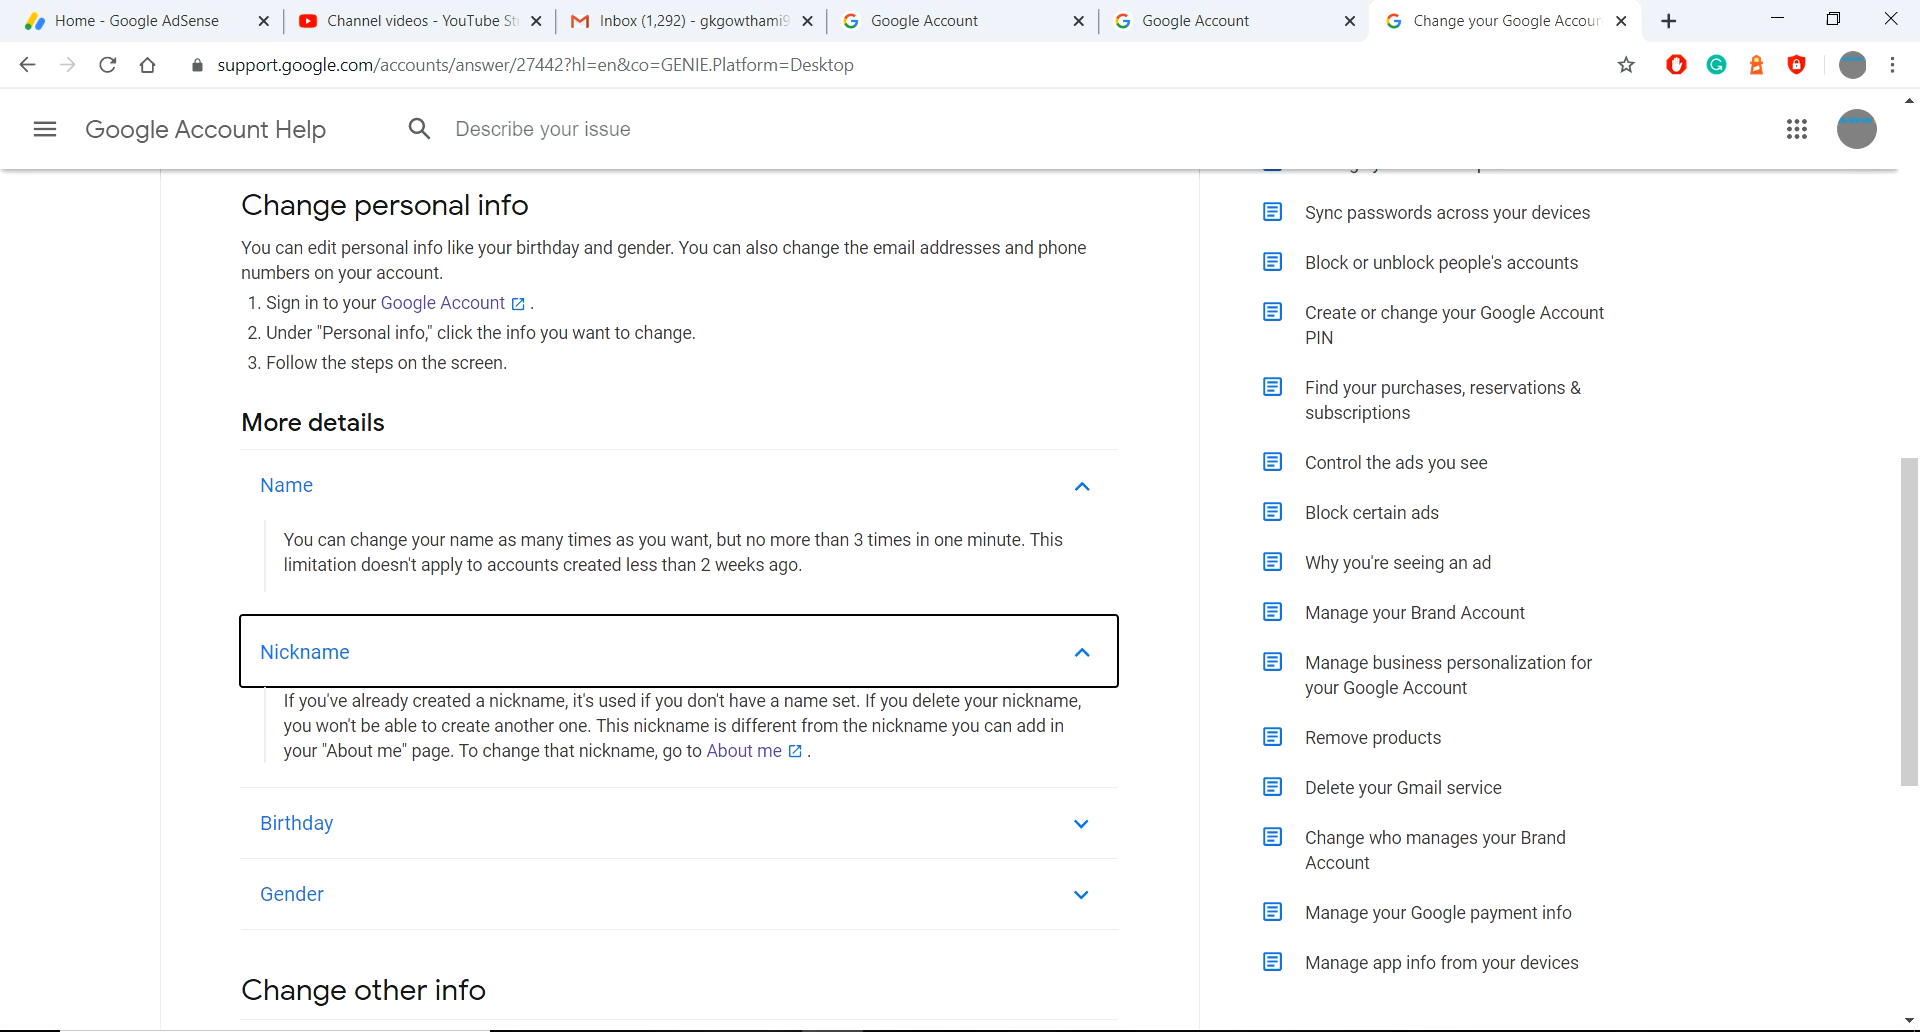 Home - Google AdSense
Channel videos - YouTube St
Inbox (1,292) - gkgowthami9
Google Account
Google Account
Change your Google Accoun
support.google.com/accounts/answer/27442?hl=en&co=GENIE.Platform=Desktop
Google Account Help
Describe your issue
Change personal info
You can edit personal info like your birthday and gender. You can also change the email addresses and phone
numbers on your account.
1. Sign in to your Google Account .
2. Under "Personal info," click the info you want to change.
3. Follow the steps on the screen.
More details
Name
You can change your name as many times as you want, but no more than 3 times in one minute. This
limitation doesn't apply to accounts created less than 2 weeks ago.
Nickname
If you've already created a nickname, it's used if you don't have a name set. If you delete your nickname,
you won't be able to create another one. This nickname is different from the nickname you can add in
your "About me" page. To change that nickname, go to About me .
Birthday
Gender
Change other info
Sync passwords across your devices
Block or unblock people's accounts
Create or change your Google Account
PIN
Find your purchases, reservations &
subscriptions
Control the ads you see
Block certain ads
Why you're seeing an ad
Manage your Brand Account
Manage business personalization for
your Google Account
Remove products
Delete your Gmail service
Change who manages your Brand
Account
Manage your Google payment info
Manage app info from your devices